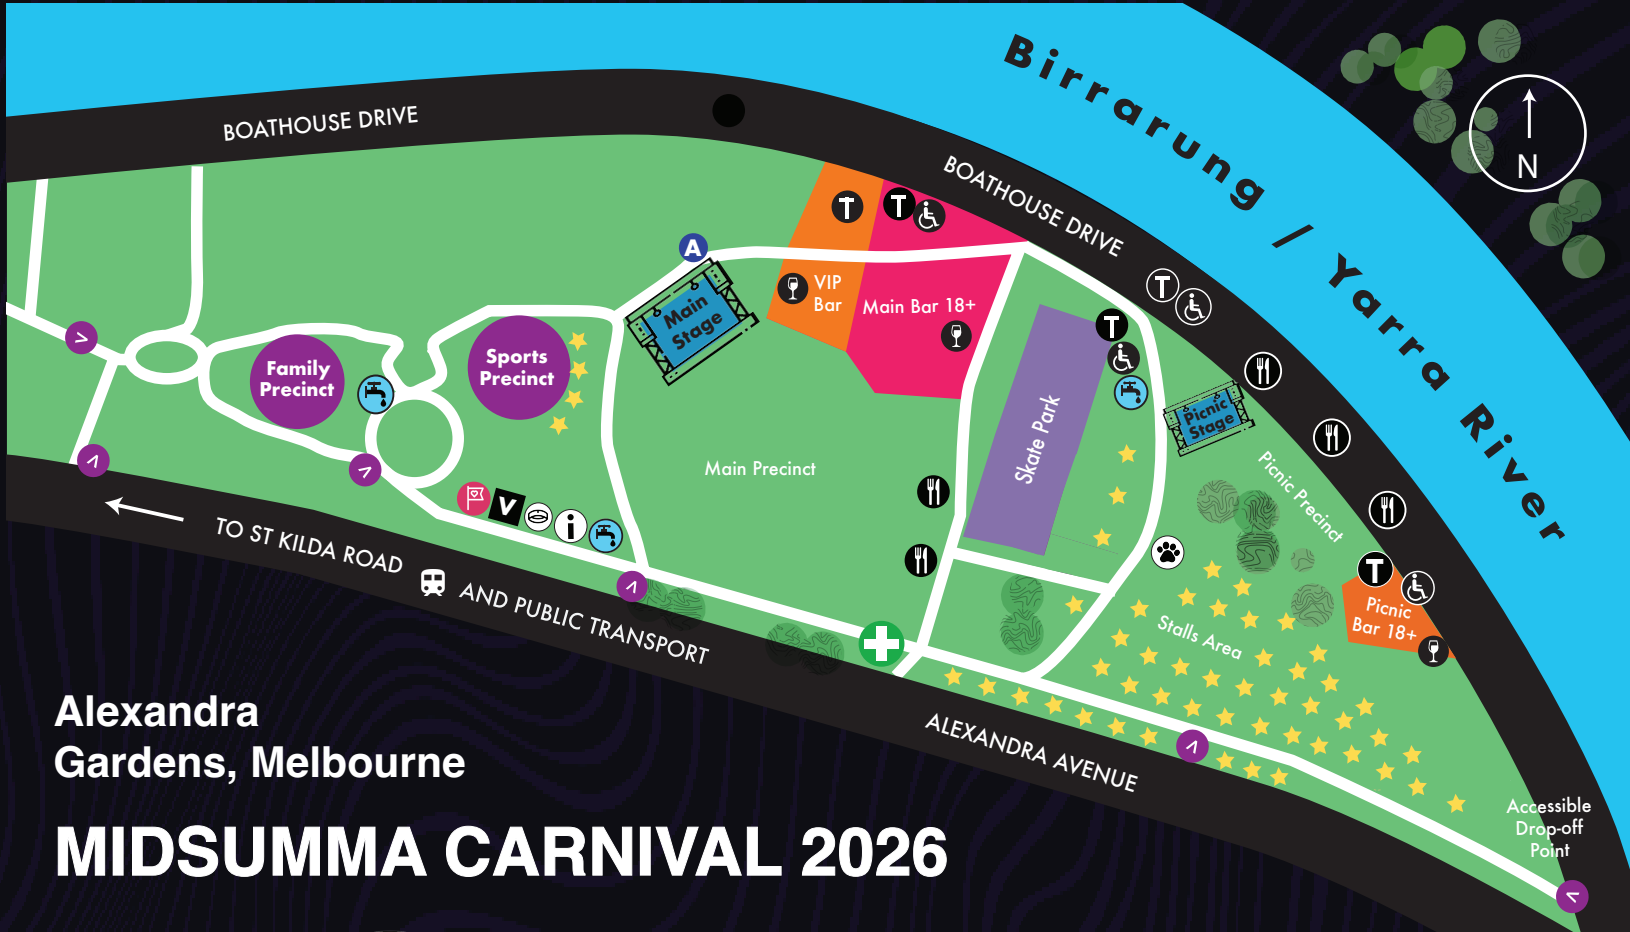 BOATHOUSE DRIVE
Birrarung / Yarra River
BOATHOUSE DRIVE
N
T
T
A
VIP
Bar
Main Bar 18+
Main
Stage
T
T
Family
Precinct
Sports
Precinct
Skate Park
Picnic
Stage
Main Precinct
Picnic Precinct
V
i
T
Picnic
Bar 18+
Stalls Area
TO ST KILDA ROAD
AND PUBLIC TRANSPORT
ALEXANDRA AVENUE
Accessible
Drop-off
Point
Alexandra
Gardens, Melbourne
MIDSUMMA CARNIVAL 2026